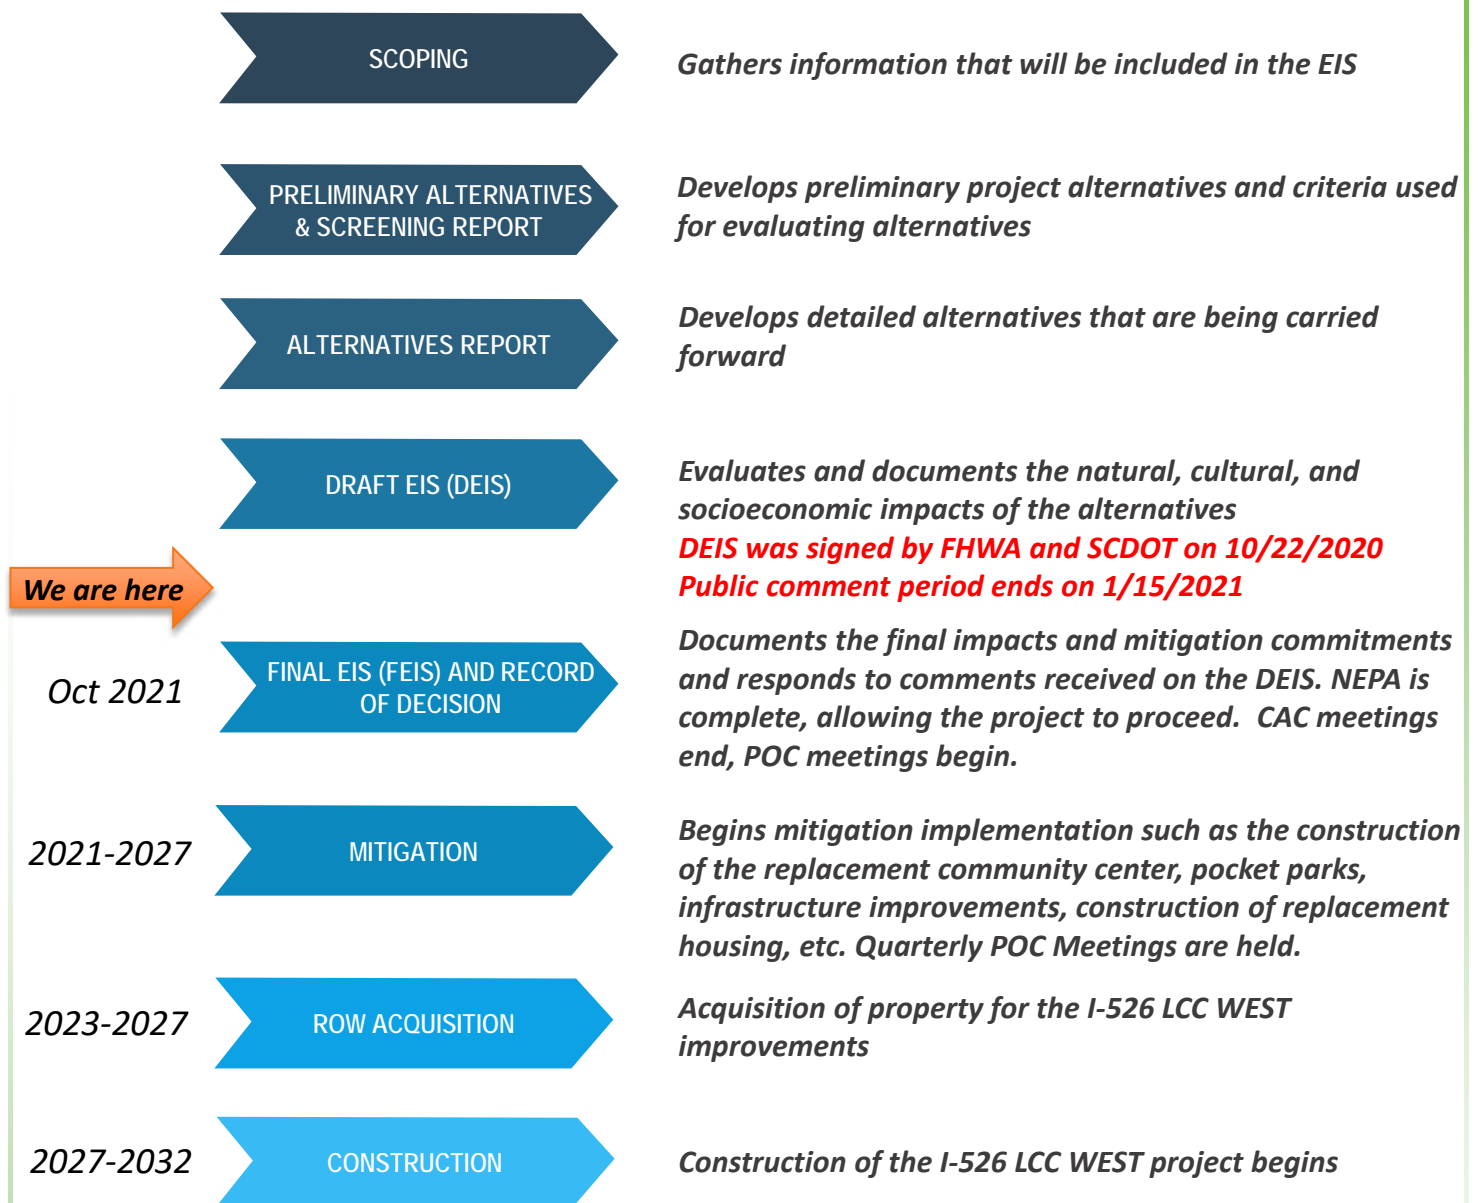 SCOPING
Gathers information that will be included in the EIS
PRELIMINARY ALTERNATIVES
& SCREENING REPORT
Develops preliminary project alternatives and criteria used
for evaluating alternatives
ALTERNATIVES REPORT
Develops detailed alternatives that are being carried
forward
DRAFT EIS (DEIS)
Evaluates and documents the natural, cultural, and
socioeconomic impacts of the alternatives
DEIS was signed by FHWA and SCDOT on 10/22/2020
Public comment period ends on 1/15/2021
We are here
Oct 2021
FINAL EIS (FEIS) AND RECORD
OF DECISION
Documents the final impacts and mitigation commitments
and responds to comments received on the DEIS. NEPA is
complete, allowing the project to proceed.  CAC meetings
end, POC meetings begin.
2021-2027
MITIGATION
Begins mitigation implementation such as the construction
of the replacement community center, pocket parks,
infrastructure improvements, construction of replacement
housing, etc. Quarterly POC Meetings are held.
2023-2027
ROW ACQUISITION
Acquisition of property for the I-526 LCC WEST
improvements
2027-2032
CONSTRUCTION
Construction of the I-526 LCC WEST project begins